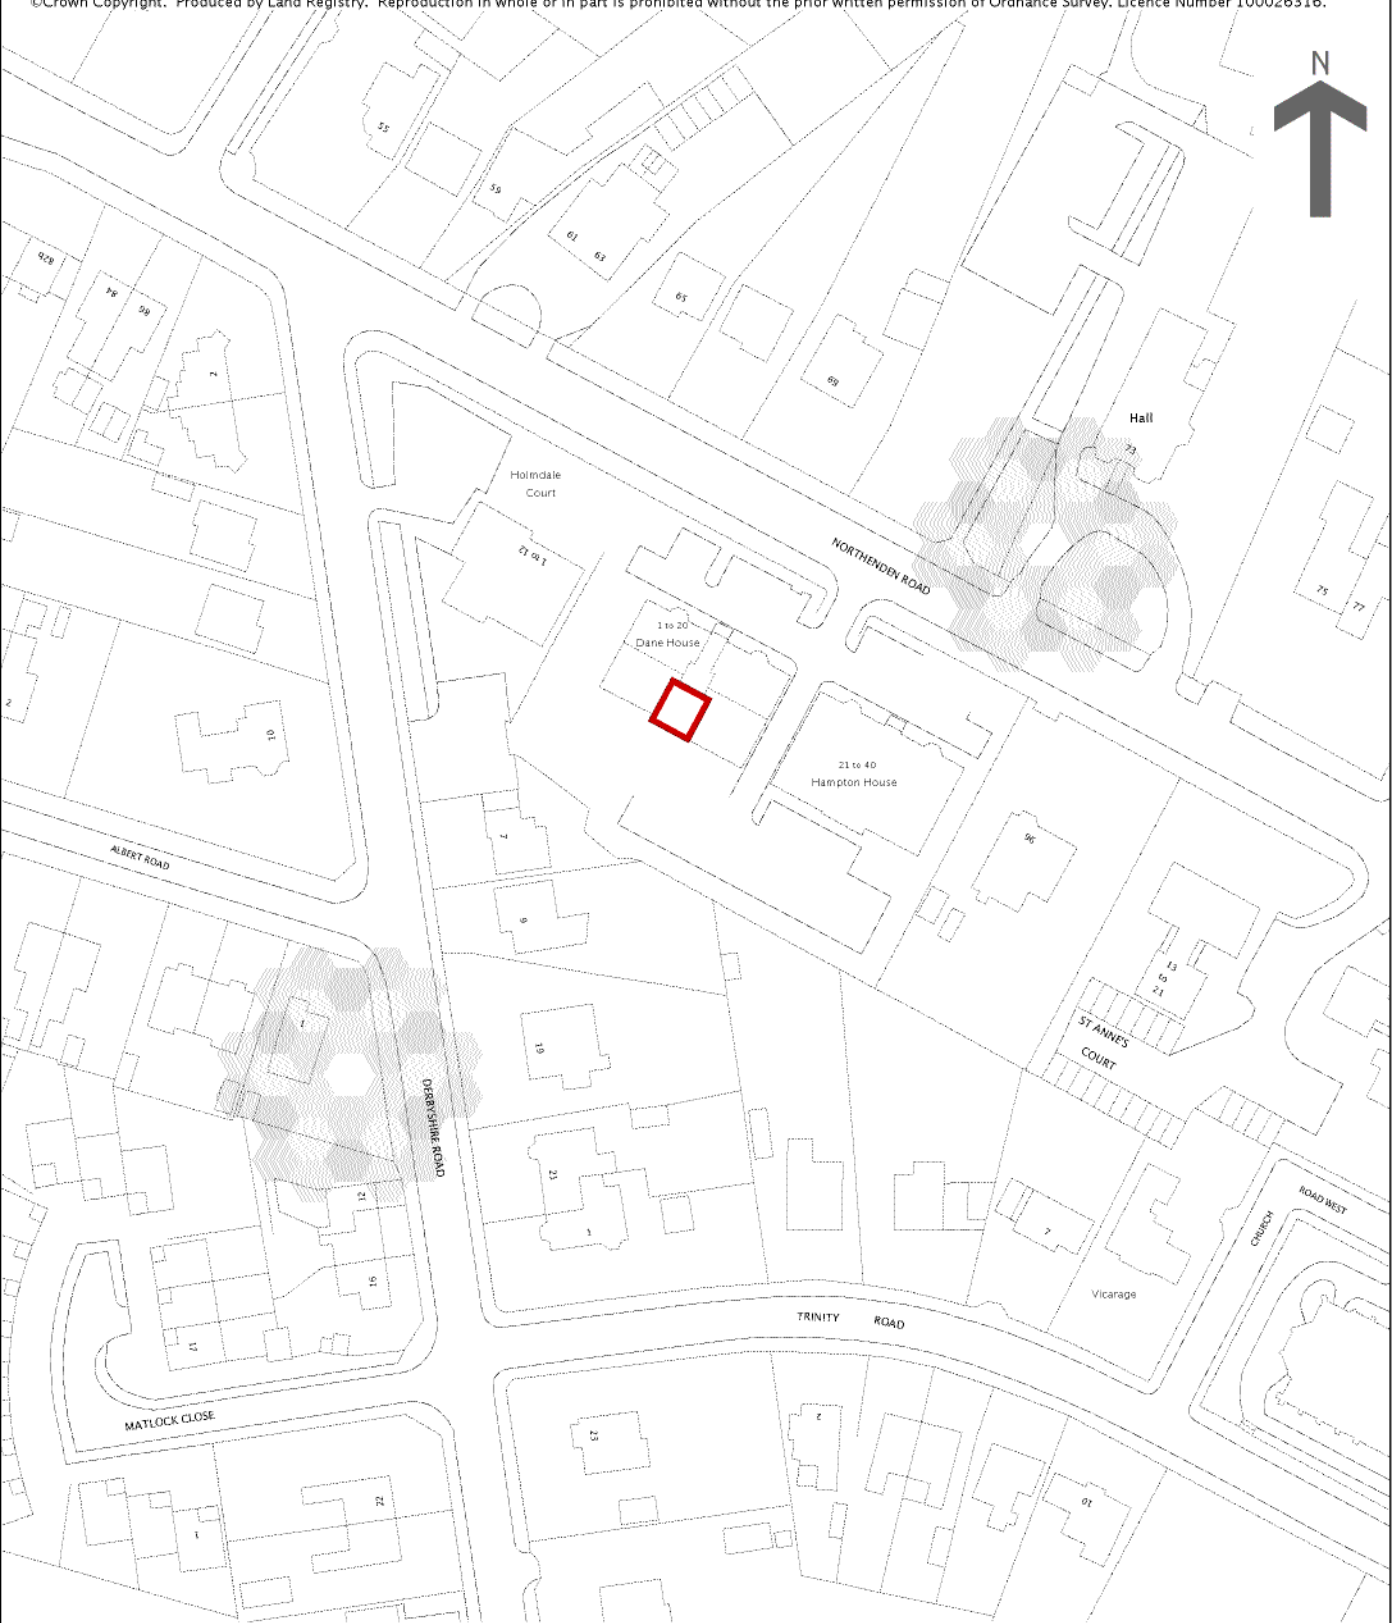 ©Crown Copyright. Produced by Land Registry. Reproduction in whole or in part is prohibited without the prior written permission of Ordnance Survey. Licence Number 100026316.
N
55
59
61
63
65
69
82b
84
86
2
Hall
73
75
77
Holmdale
Court
1 to 12
NORTHENDEN ROAD
1 to 20
Dane House
21 to 40
Hampton House
96
2
10
7
9
ALBERT ROAD
13
to
21
ST ANNE'S
COURT
1
19
DERBYSHIRE ROAD
21
1
12
16
17
7
Vicarage
CHURCH
ROAD WEST
TRINITY ROAD
MATLOCK CLOSE
23
2
10
22
1